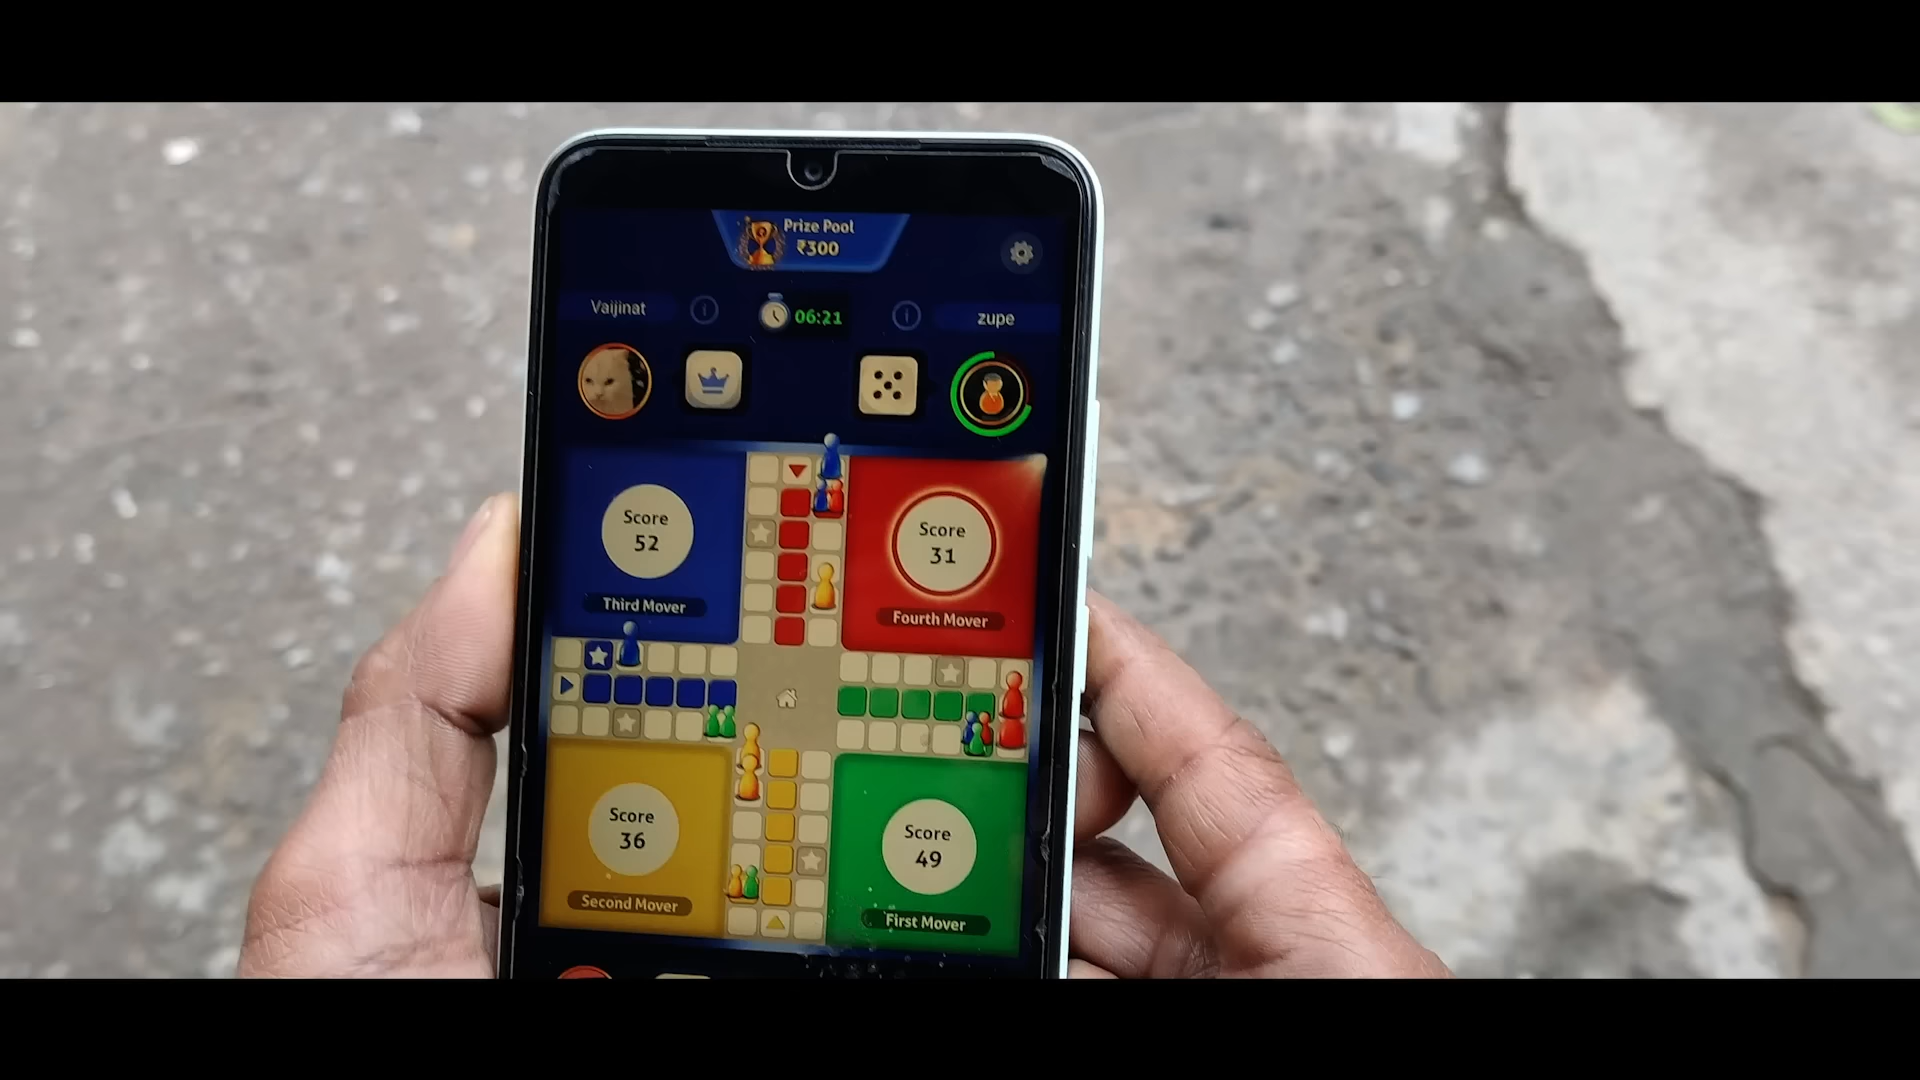 Prize Pool
₹300
Vaijinat
06:21
zupe
Score
52
Third Mover
Score
31
Fourth Mover
Score
36
Second Mover
Score
49
First Mover